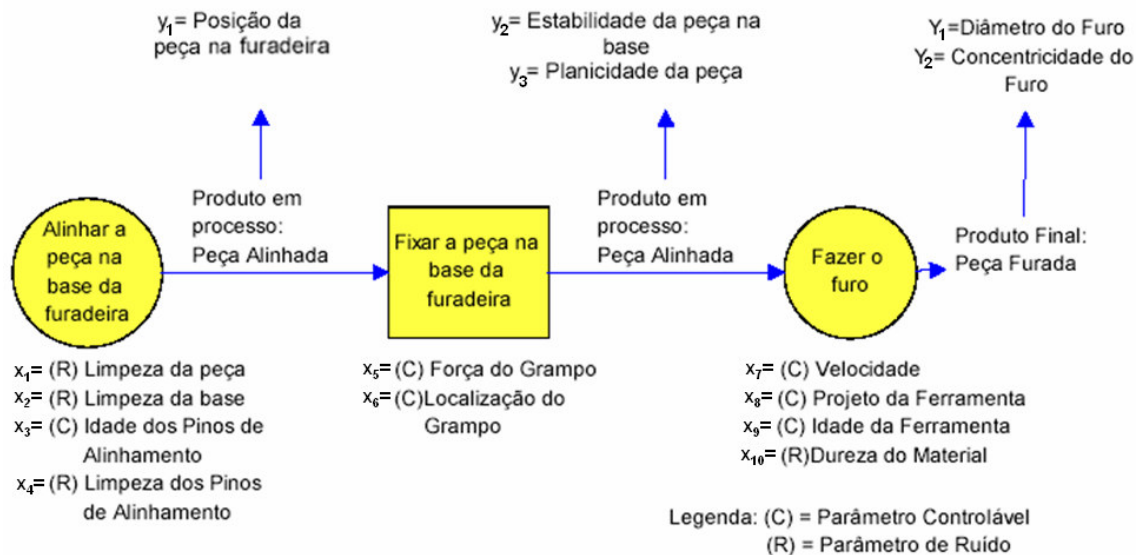 y1= Posição da
peça na furadeira
y2= Estabilidade da peça na
base
y3= Planicidade da peça
Y1=Diâmetro do Furo
Y2= Concentricidade do
Furo
Alinhar a
peça na
base da
furadeira
Produto em
processo:
Peça Alinhada
Fixar a peça na
base da
furadeira
Produto em
processo:
Peça Alinhada
Fazer o
furo
Produto Final:
Peça Furada
x1= (R) Limpeza da peça
x2= (R) Limpeza da base
x3= (C) Idade dos Pinos de
Alinhamento
x4= (R) Limpeza dos Pinos
de Alinhamento
x5= (C) Força do Grampo
x6= (C)Localização do
Grampo
x7= (C) Velocidade
x8= (C) Projeto da Ferramenta
x9= (C) Idade da Ferramenta
x10= (R)Dureza do Material
Legenda: (C) = Parâmetro Controlável
(R) = Parâmetro de Ruído